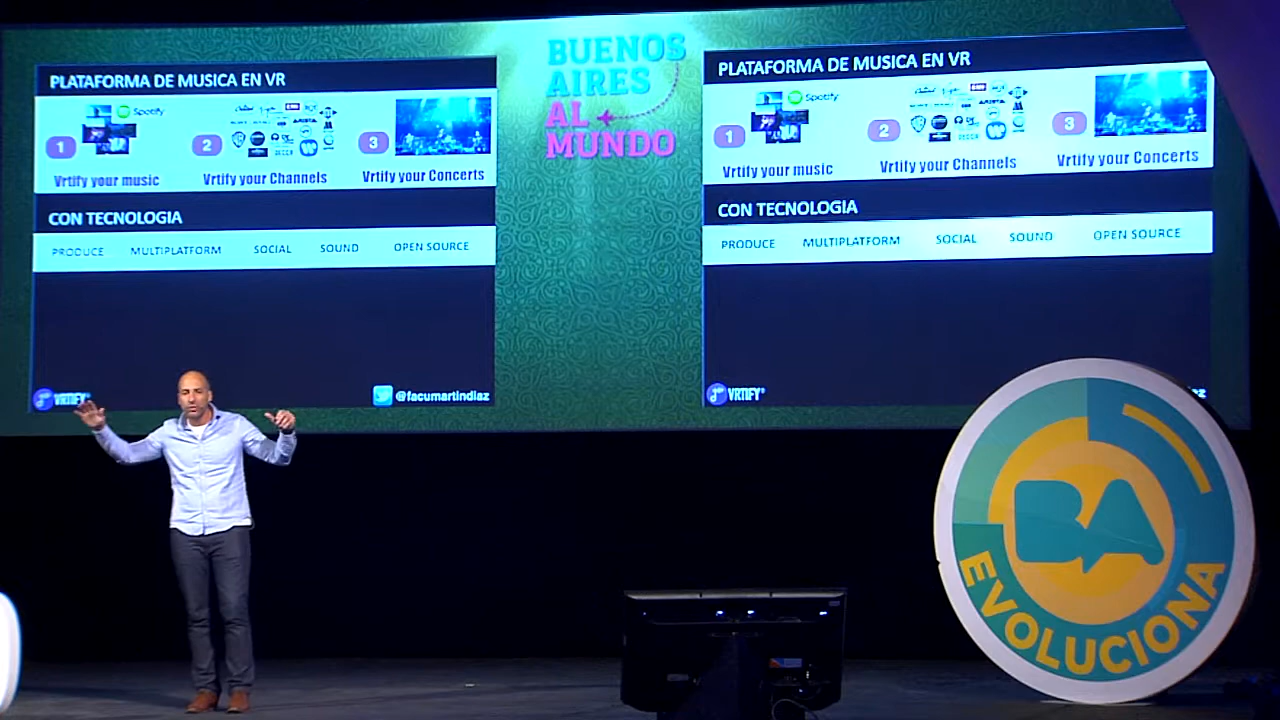 PLATAFORMA DE MUSICA EN VR
Spotify
1
2
3
Vrtify your music
Vrtify your Channels
Vrtify your Concerts
CON TECNOLOGIA
PRODUCE
MULTIPLATFORM
SOCIAL
SOUND
OPEN SOURCE
VRTIFY
@facumartindiaz
BUENOS
AIRES
AL
MUNDO
PLATAFORMA DE MUSICA EN VR
Spotify
1
2
3
Vrtify your music
Vrtify your Channels
Vrtify your Concerts
CON TECNOLOGIA
PRODUCE
MULTIPLATFORM
SOCIAL
SOUND
OPEN SOURCE
VRTIFY
BA
EVOLUCIONA